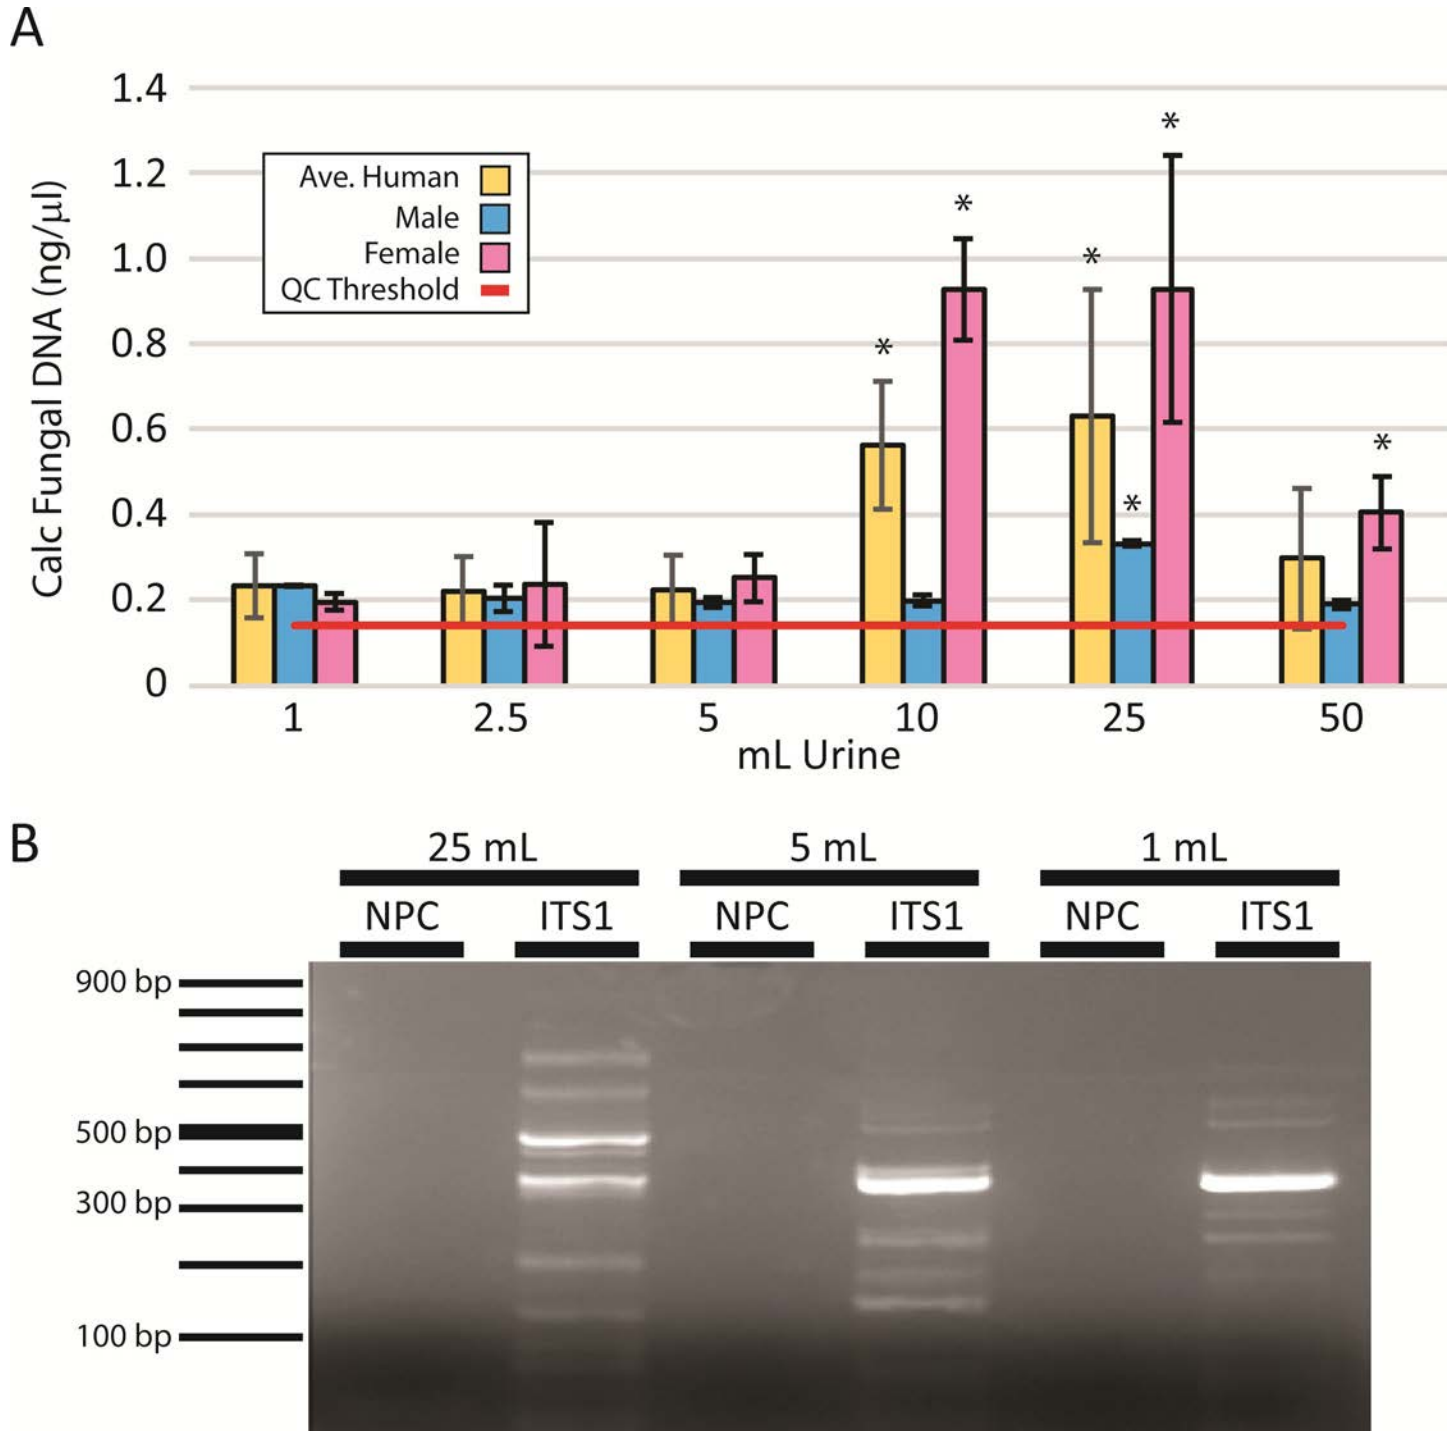 A
1.4
1.2
1.0
0.8
0.6
0.4
0.2
0
Calc Fungal DNA (ng/µl)
Ave. Human
Male
Female
QC Threshold
*
*
*
*
*
*
*
1
2.5
5
10
25
50
mL Urine
B
25 mL
5 mL
1 mL
NPC
ITS1
NPC
ITS1
NPC
ITS1
900 bp
500 bp
300 bp
100 bp